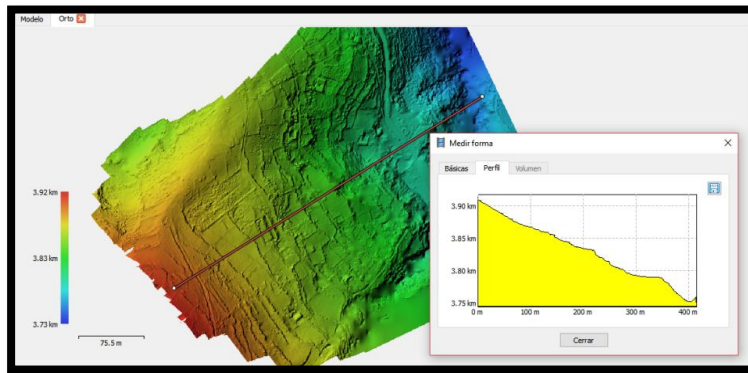 Modelo Orto
3.92 km
3.83 km
3.73 km
75.5 m
Medir forma
Básicas Perfil Volumen
3.90 km
3.85 km
3.80 km
3.75 km
0 m 100 m 200 m 300 m 400 m
Cerrar